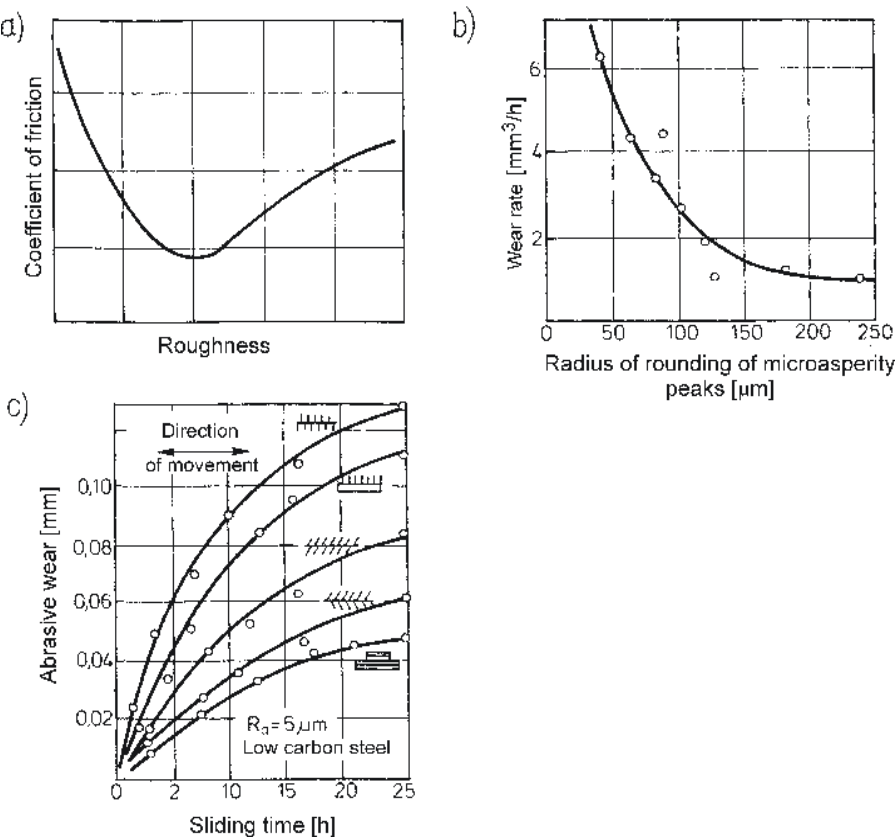 a)
Coefficient of friction
Roughness
b)
Wear rate [mm³/h]
6
4
2
0
50
100
150
200
250
Radius of rounding of microasperity
peaks [µm]
c)
Direction
of movement
Abrasive wear [mm]
0,10
0,08
0,06
0,04
0,02
Rₐ = 5 µm
Low carbon steel
0
2
10
15
20
25
Sliding time [h]